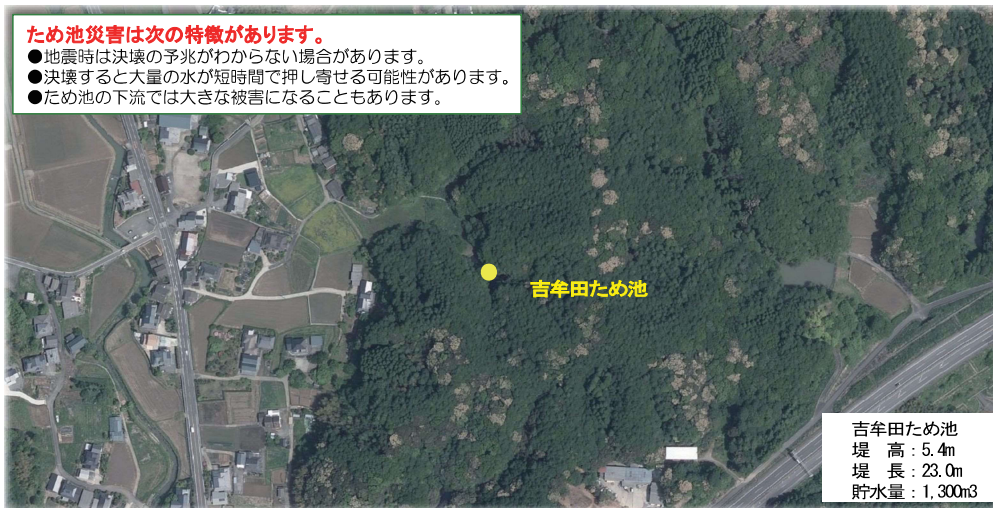 ため池災害は次の特徴があります。
●地震時は決壊の予兆がわからない場合があります。
●決壊すると大量の水が短時間で押し寄せる可能性があります。
●ため池の下流では大きな被害になることもあります。
吉牟田ため池
吉牟田ため池
堤 高：5.4m
堤 長：23.0m
貯水量：1,300m3